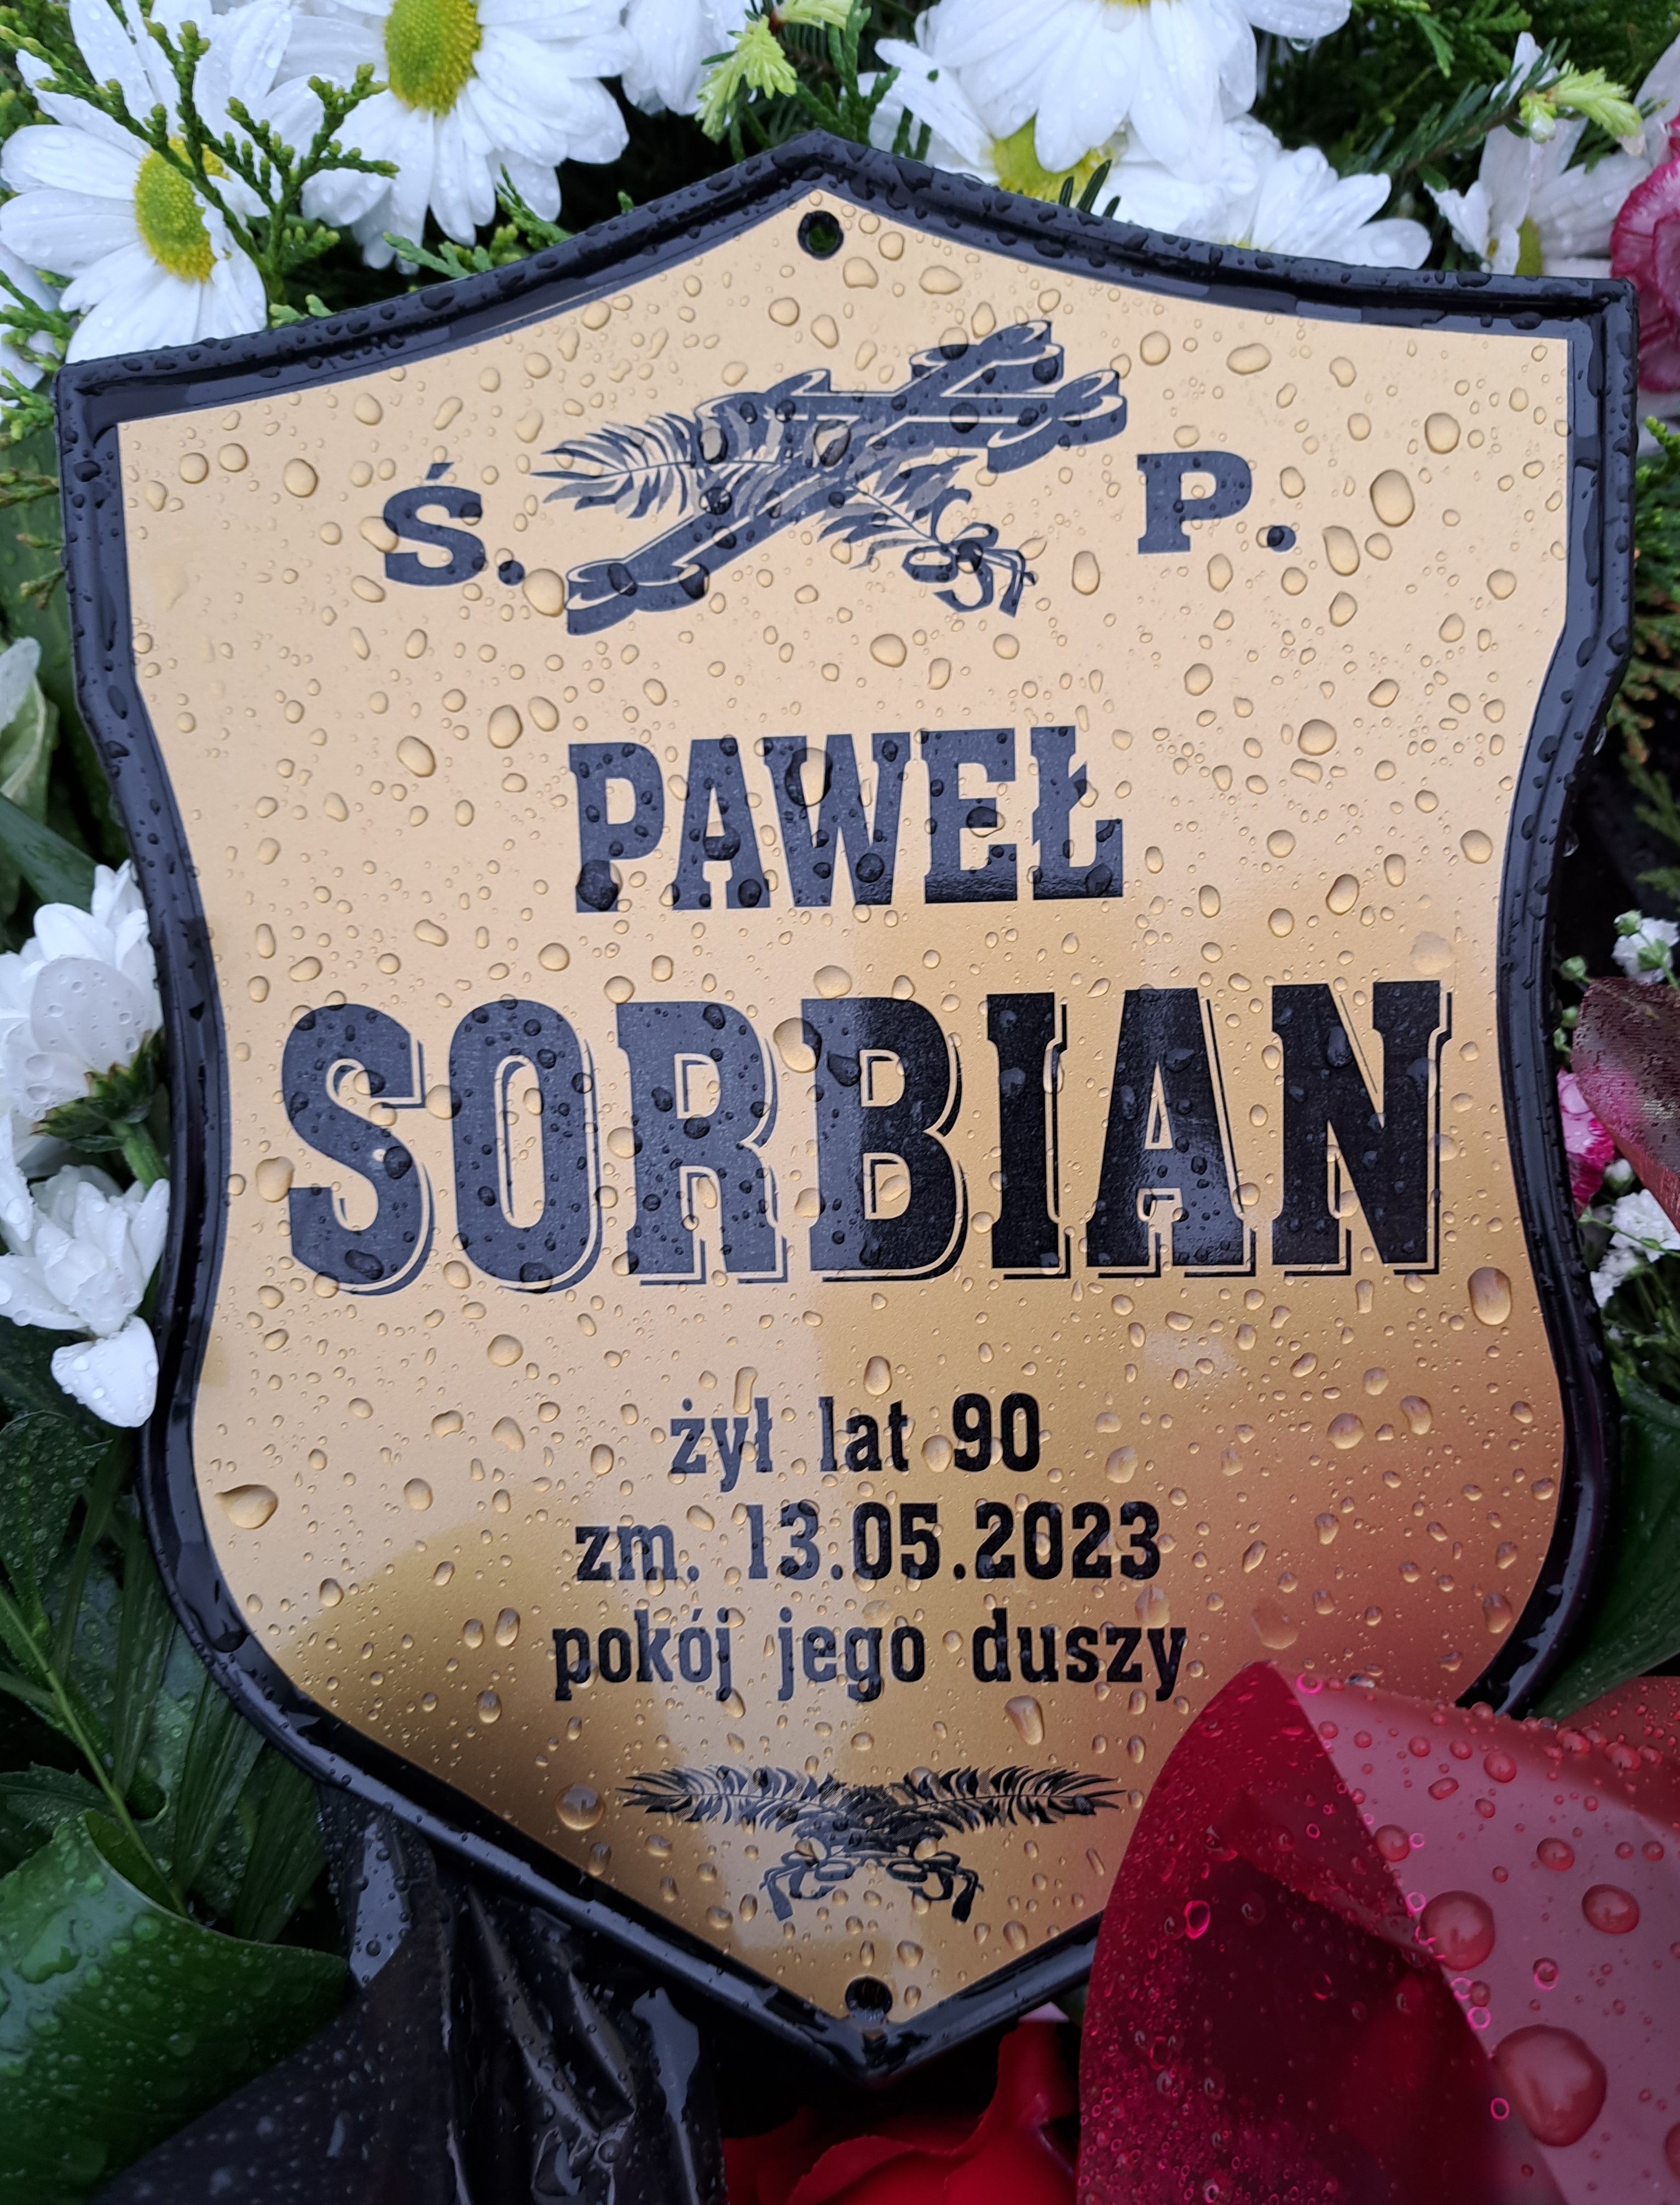 Ś. P.
PAWEŁ
SORBIAN
żył lat 90
zm. 13.05.2023
pokój jego duszy